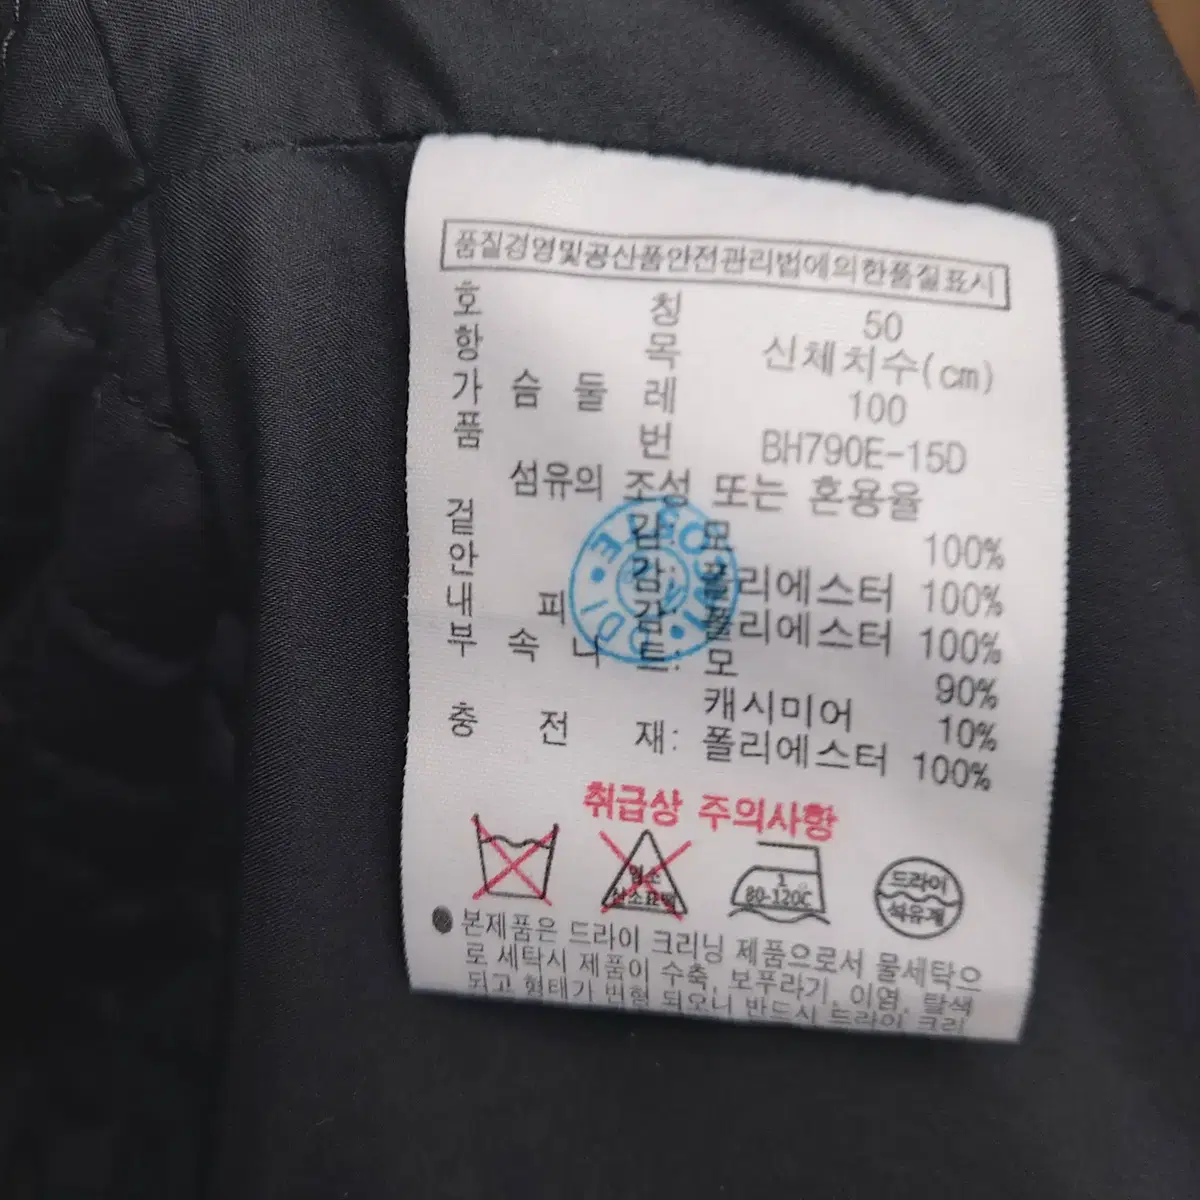 품질경영및공산품안전관리법에의한품질표시
호 칭 50
항 목 신체치수(cm)
가 슴 둘 레 100
품 번 BH790E-15D
섬유의 조성 또는 혼용율
겉 감: 모 100%
안 감: 폴리에스터 100%
내 피 감: 폴리에스터 100%
부 속 니 트: 모 90%
캐시미어 10%
충 전 재: 폴리에스터 100%
취급상 주의사항
염소
산소표백
1
80-120C
드라이
석유계
●본제품은 드라이 크리닝 제품으로서 물세탁으
로 세탁시 제품이 수축, 보푸라기, 이염, 탈색
되고 형태가 변형 되오니 반드시 드라이 크리